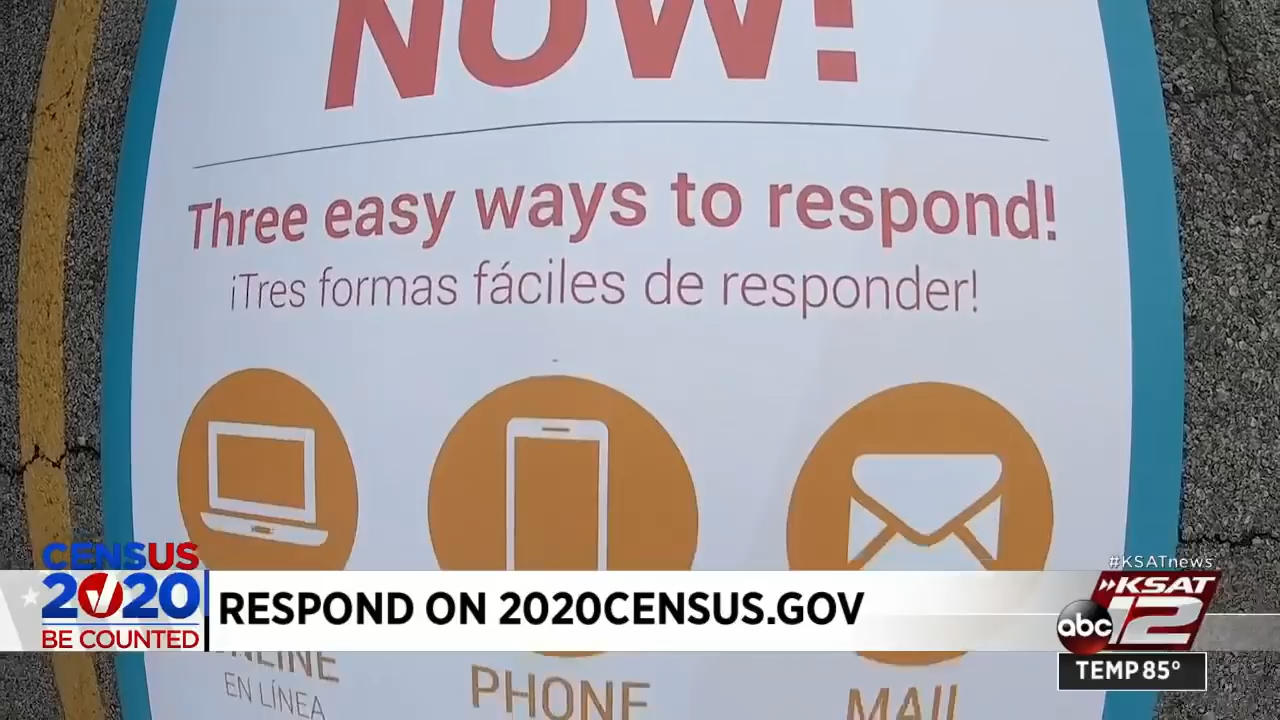 NOW!
Three easy ways to respond!
¡Tres formas fáciles de responder!
CENSUS
2020
BE COUNTED
RESPOND ON 2020CENSUS.GOV
#KSATnews
KSAT
abc 12
TEMP 85°
ONLINE
EN LÍNEA
PHONE
MAIL